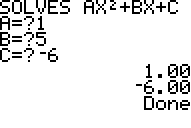 SOLVES AX²+BX+C
A=?1
B=?5
C=?-6
1.00
-6.00
Done